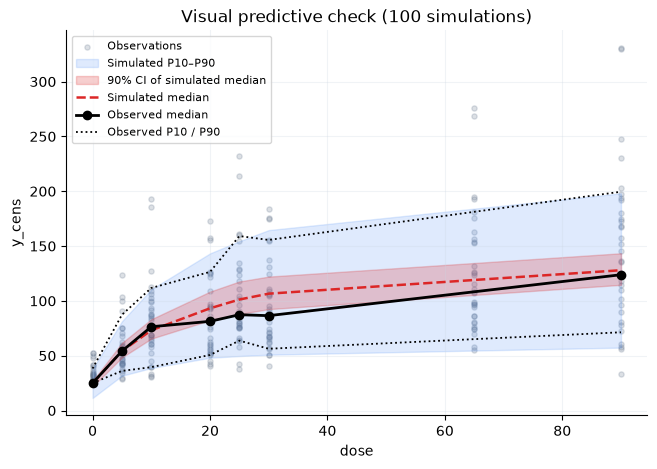 Visual predictive check (100 simulations)
Observations
Simulated P10–P90
90% CI of simulated median
Simulated median
Observed median
Observed P10 / P90
y_cens
300
250
200
150
100
50
0
0 20 40 60 80
dose